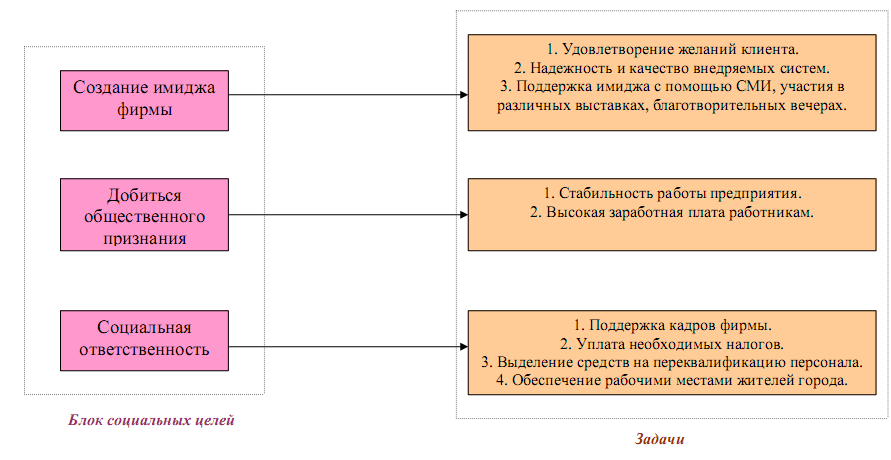 Создание имиджа
фирмы
1. Удовлетворение желаний клиента.
2. Надежность и качество внедряемых систем.
3. Поддержка имиджа с помощью СМИ, участия в
различных выставках, благотворительных вечерах.
Добиться
общественного
признания
1. Стабильность работы предприятия.
2. Высокая заработная плата работникам.
Социальная
ответственность
1. Поддержка кадров фирмы.
2. Уплата необходимых налогов.
3. Выделение средств на переквалификацию персонала.
4. Обеспечение рабочими местами жителей города.
Блок социальных целей
Задачи